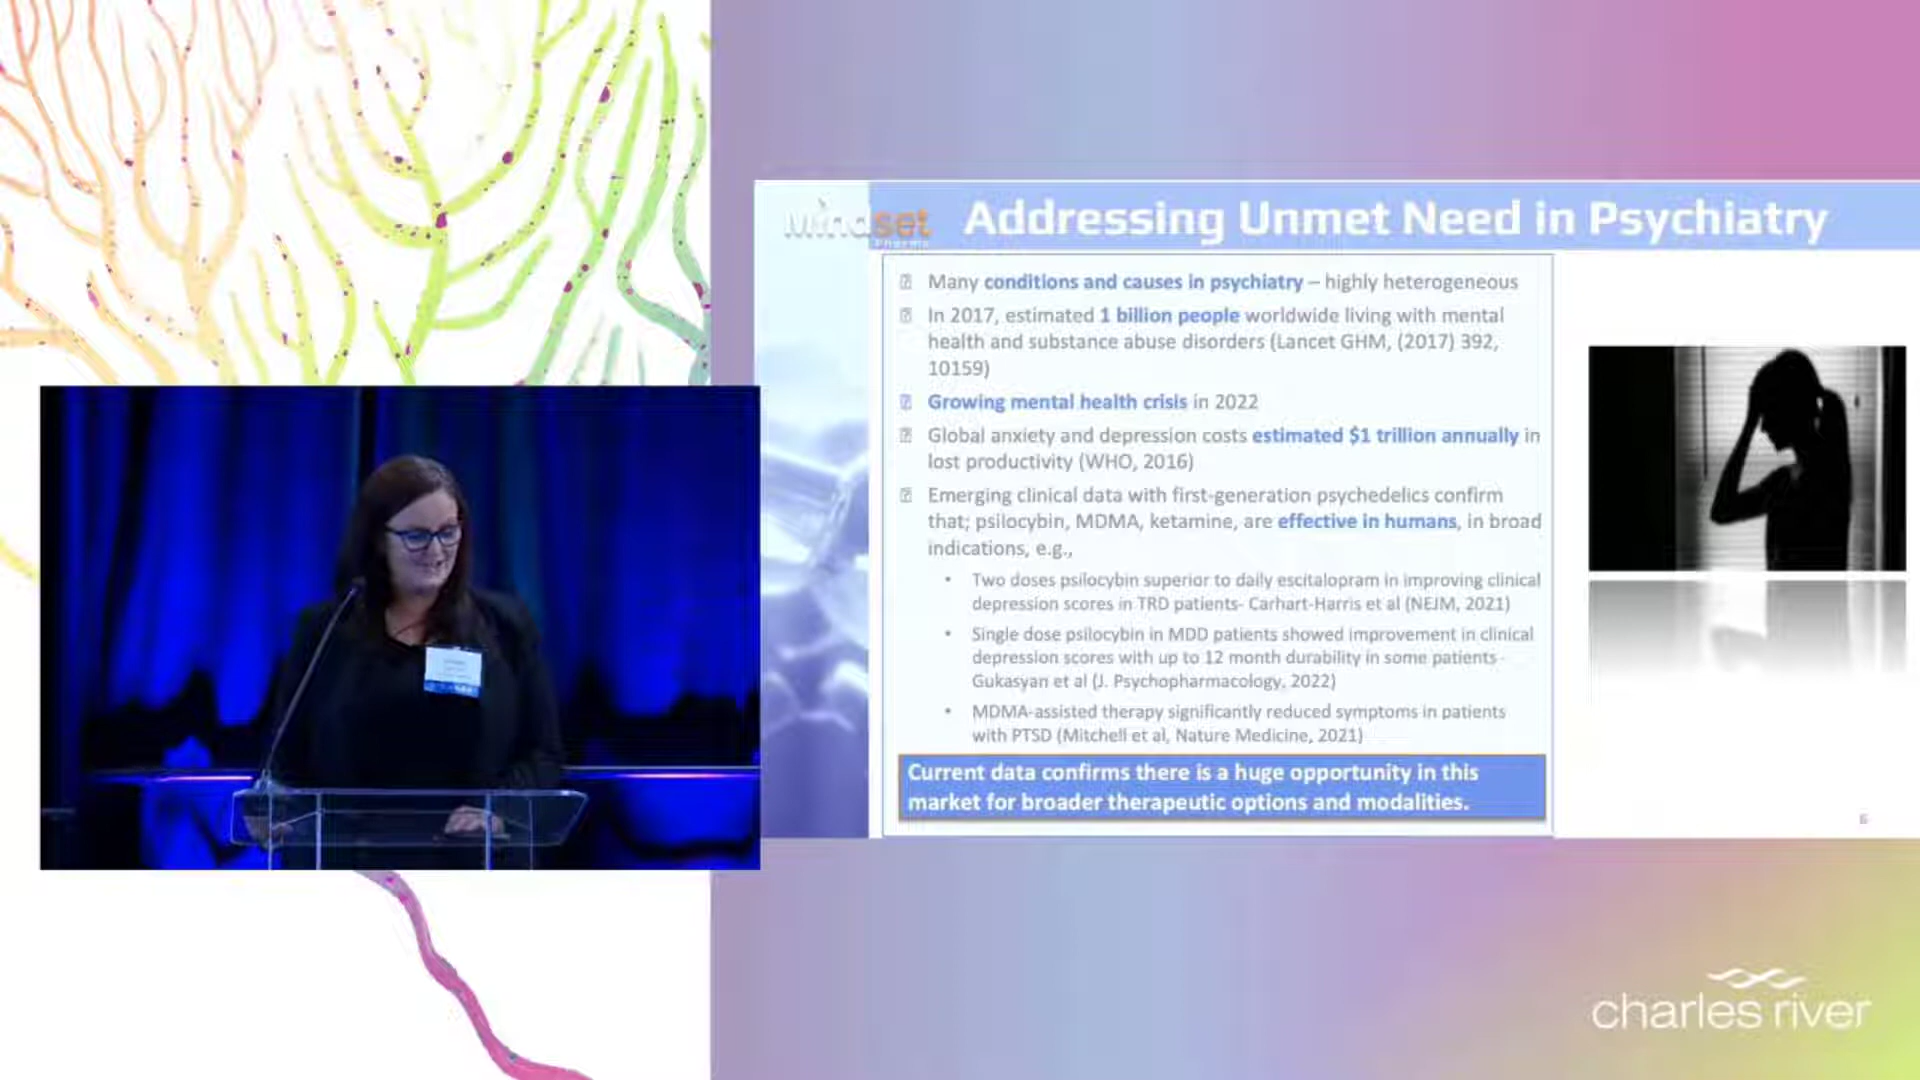 Mindset
Pharma
Addressing Unmet Need in Psychiatry
Many conditions and causes in psychiatry – highly heterogeneous
In 2017, estimated 1 billion people worldwide living with mental
health and substance abuse disorders (Lancet GHM, (2017) 392,
10159)
Growing mental health crisis in 2022
Global anxiety and depression costs estimated $1 trillion annually in
lost productivity (WHO, 2016)
Emerging clinical data with first-generation psychedelics confirm
that; psilocybin, MDMA, ketamine, are effective in humans, in broad
indications, e.g.,
• Two doses psilocybin superior to daily escitalopram in improving clinical
depression scores in TRD patients- Carhart-Harris et al (NEJM, 2021)
• Single dose psilocybin in MDD patients showed improvement in clinical
depression scores with up to 12 month durability in some patients -
Gukasyan et al (J. Psychopharmacology, 2022)
• MDMA-assisted therapy significantly reduced symptoms in patients
with PTSD (Mitchell et al, Nature Medicine, 2021)
Current data confirms there is a huge opportunity in this
market for broader therapeutic options and modalities.
charles river